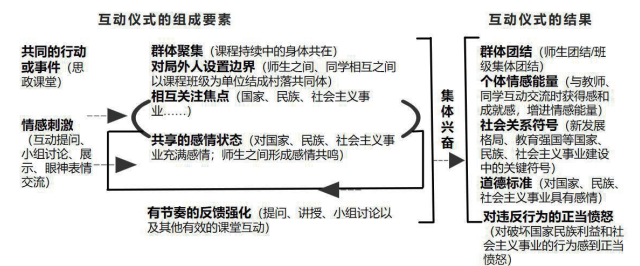 互动仪式的组成要素
互动仪式的结果
共同的行动
或事件（思
政课堂）
情感刺激
（互动提问、
小组讨论、展
示、眼神表情
交流）
群体聚集（课程持续中的身体共在）
对局外人设置边界（师生之间、同学相互之间
以课程班级为单位结成村落共同体）
相互关注焦点（国家、民族、社会主义事
业……）
共享的感情状态（对国家、民族、社会主义事
业充满感情；师生之间形成感情共鸣）
有节奏的反馈强化（提问、讲授、小组讨论以
及其他有效的课堂互动）
集
体
兴
奋
群体团结（师生团结/班
级集体团结）
个体情感能量（与教师、
同学互动交流时获得感和
成就感，增进情感能量）
社会关系符号（新发展
格局、教育强国等国家、
民族、社会主义事业建设
中的关键符号）
道德标准（对国家、民族、
社会主义事业具有感情）
对违反行为的正当愤怒
（对破坏国家民族利益和社
会主义事业的行为感到正当
愤怒）